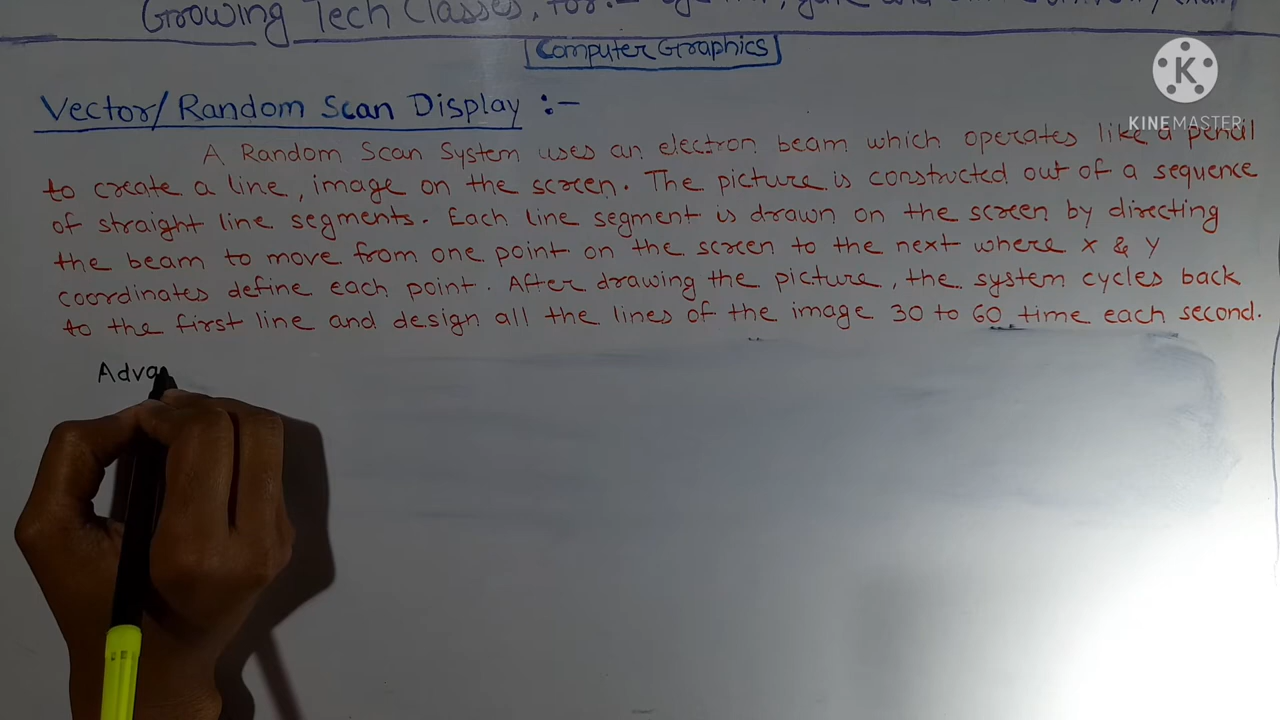 Growing Tech Classes, for:-
Computer Graphics
KINEMASTER
Vector/Random Scan Display :-
A Random Scan System uses an electron beam which operates like a pencil
to create a line, image on the screen. The picture is constructed out of a sequence
of straight line segments. Each line segment is drawn on the screen by directing
the beam to move from one point on the screen to the next where x & y
coordinates define each point. After drawing the picture, the system cycles back
to the first line and design all the lines of the image 30 to 60 time each second.
Adva